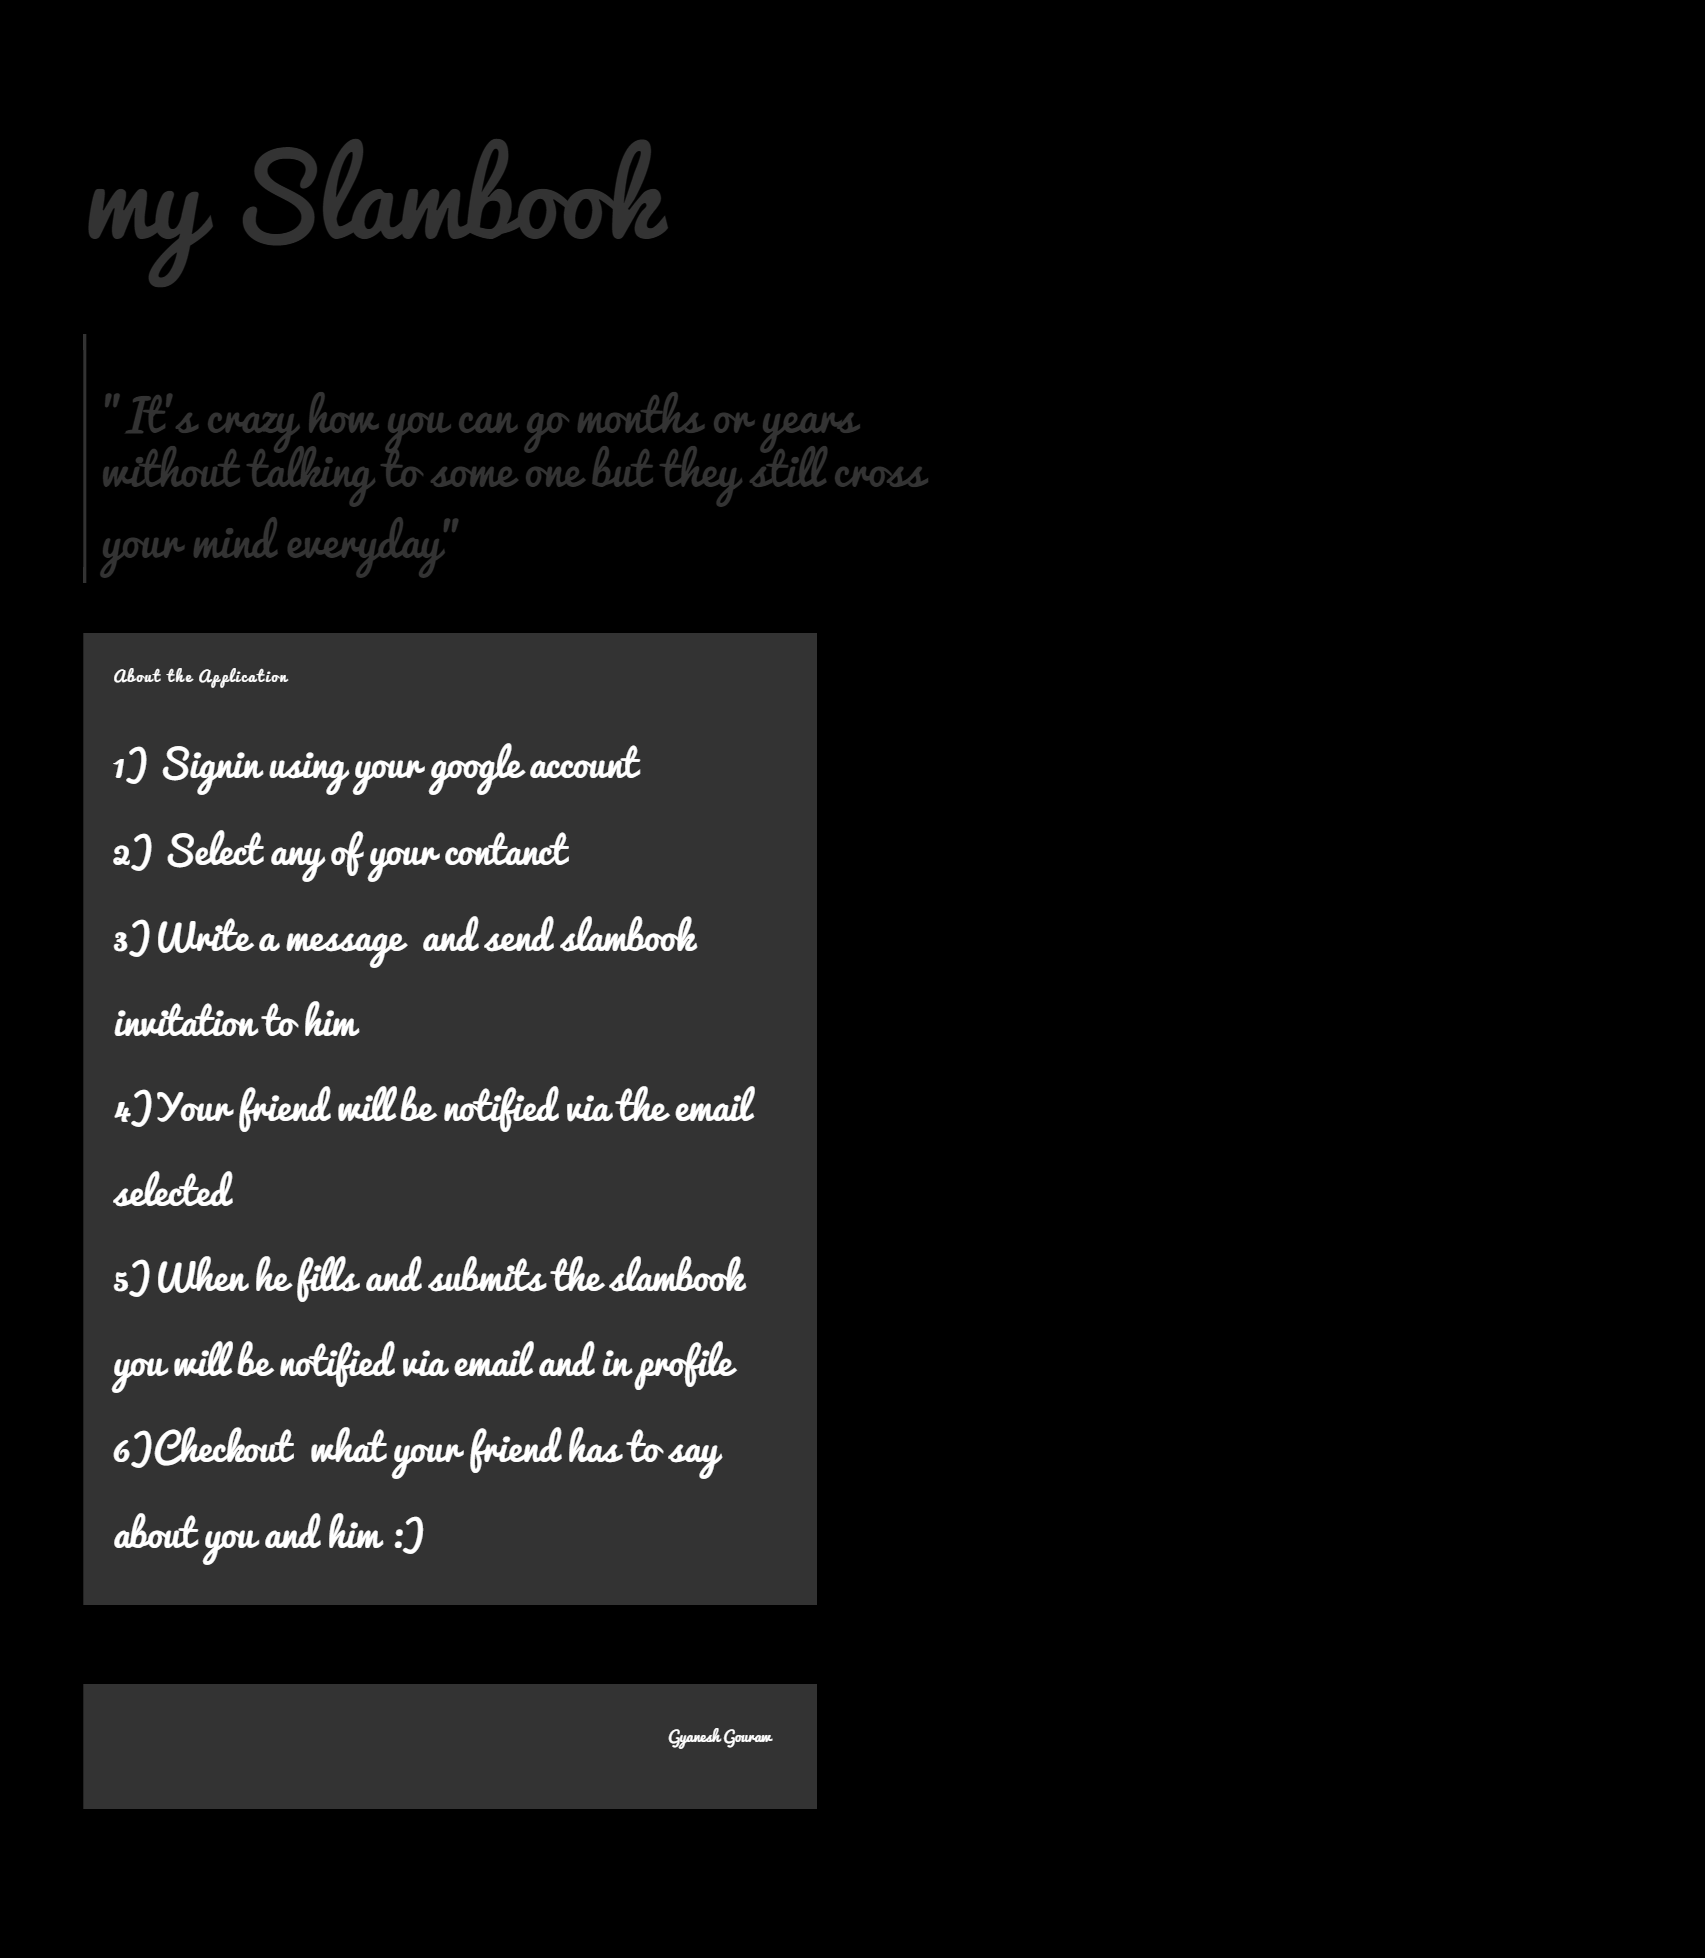 my Slambook
" It's crazy how you can go months or years
without talking to some one but they still cross
your mind everyday"
About the Application
1) Signin using your google account
2) Select any of your contanct
3) Write a message and send slambook
invitation to him
4) Your friend will be notified via the email
selected
5) When he fills and submits the slambook
you will be notified via email and in profile
6)Checkout what your friend has to say
about you and him :)
Gyanesh Gouraw